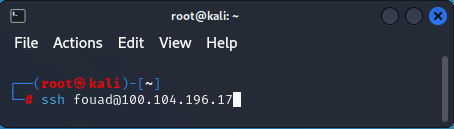 root@kali: ~
File Actions Edit View Help
┌──(root㉿kali)-[~]
└─# ssh fouad@100.104.196.17